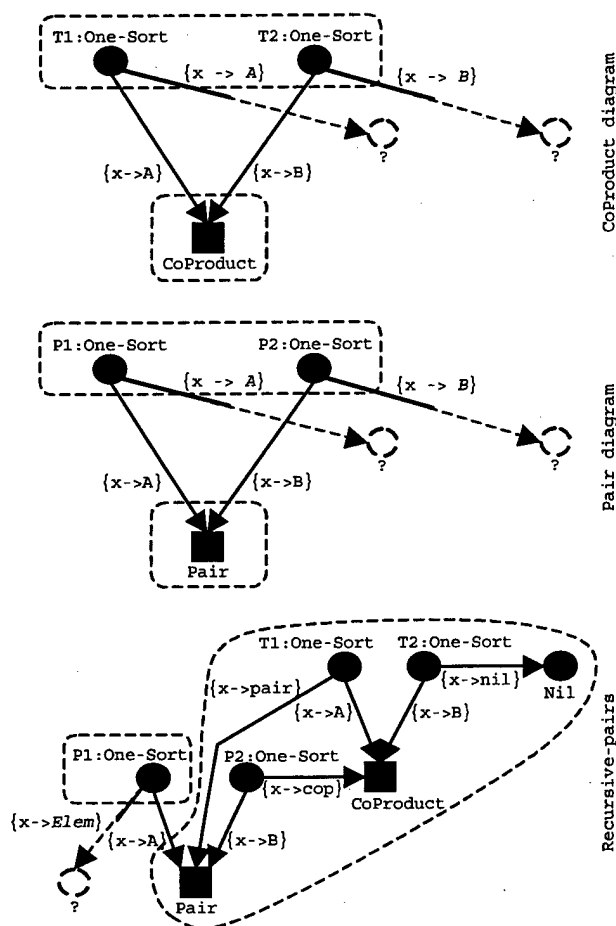 T1:One-Sort T2:One-Sort
{x -> A} {x -> B}
? ?
{x->A} {x->B}
CoProduct
CoProduct diagram
P1:One-Sort P2:One-Sort
{x -> A} {x -> B}
? ?
{x->A} {x->B}
Pair
Pair diagram
T1:One-Sort T2:One-Sort
{x->pair} {x->nil} Nil
{x->A} {x->B}
P1:One-Sort P2:One-Sort
{x->cop} CoProduct
{x->Elem} {x->A} {x->B}
? Pair
Recursive-pairs